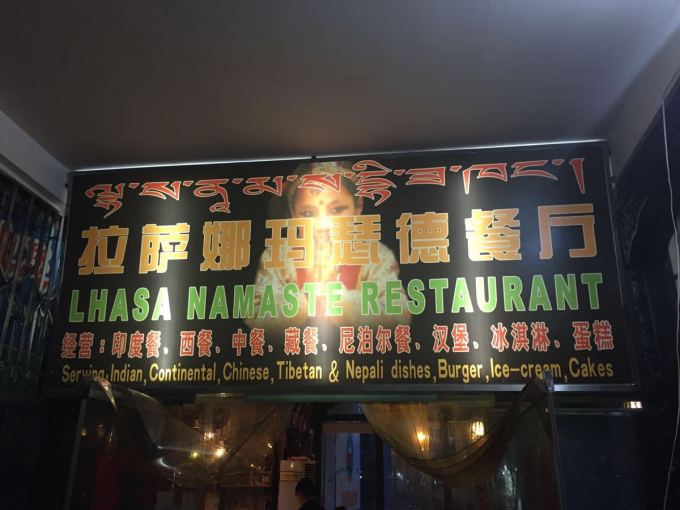 ལྷ་ས་ནཱ་མ་སྟེ་ཟ་ཁང་།
拉萨娜玛瑟德餐厅
LHASA NAMASTE RESTAURANT
经营：印度餐、西餐、中餐、藏餐、尼泊尔餐、汉堡、冰淇淋、蛋糕
Serving,Indian,Continental,Chinese,Tibetan & Nepali dishes,Burger,Ice-cream,Cakes